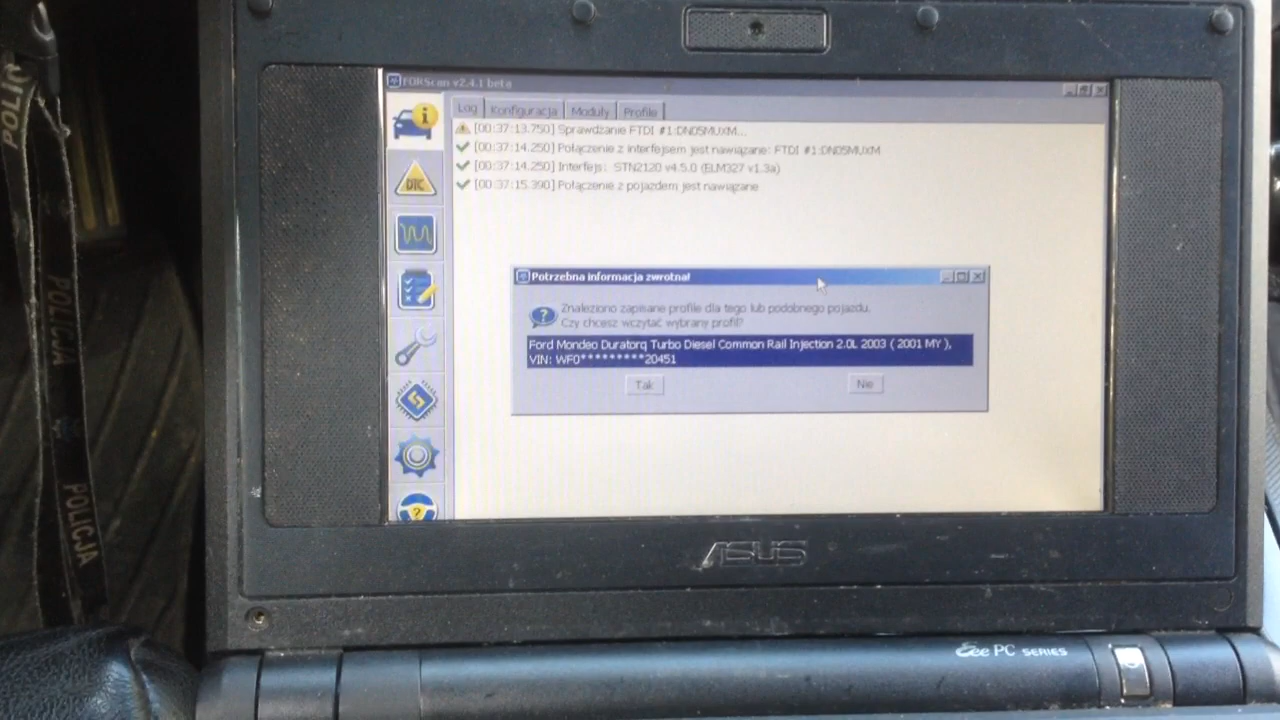 FORScan v2.4.1 beta
Log Konfiguracja Moduły Profile
[00:37:13.750] Sprawdzanie FTDI #1:DN05MUXM...
[00:37:14.250] Połączenie z interfejsem jest nawiązane: FTDI #1:DN05MUXM
[00:37:14.250] Interfejs: STN2120 v4.5.0 (ELM327 v1.3a)
[00:37:15.390] Połączenie z pojazdem jest nawiązane
DTC
Potrzebna informacja zwrotna!
Znaleziono zapisane profile dla tego lub podobnego pojazdu.
Czy chcesz wczytać wybrany profil?
Ford Mondeo Duratorq Turbo Diesel Common Rail Injection 2.0L 2003 ( 2001 MY ),
VIN: WF0*********20451
Tak Nie
ASUS
Eee PC SERIES
POLIC
POLICJA
POLICJA